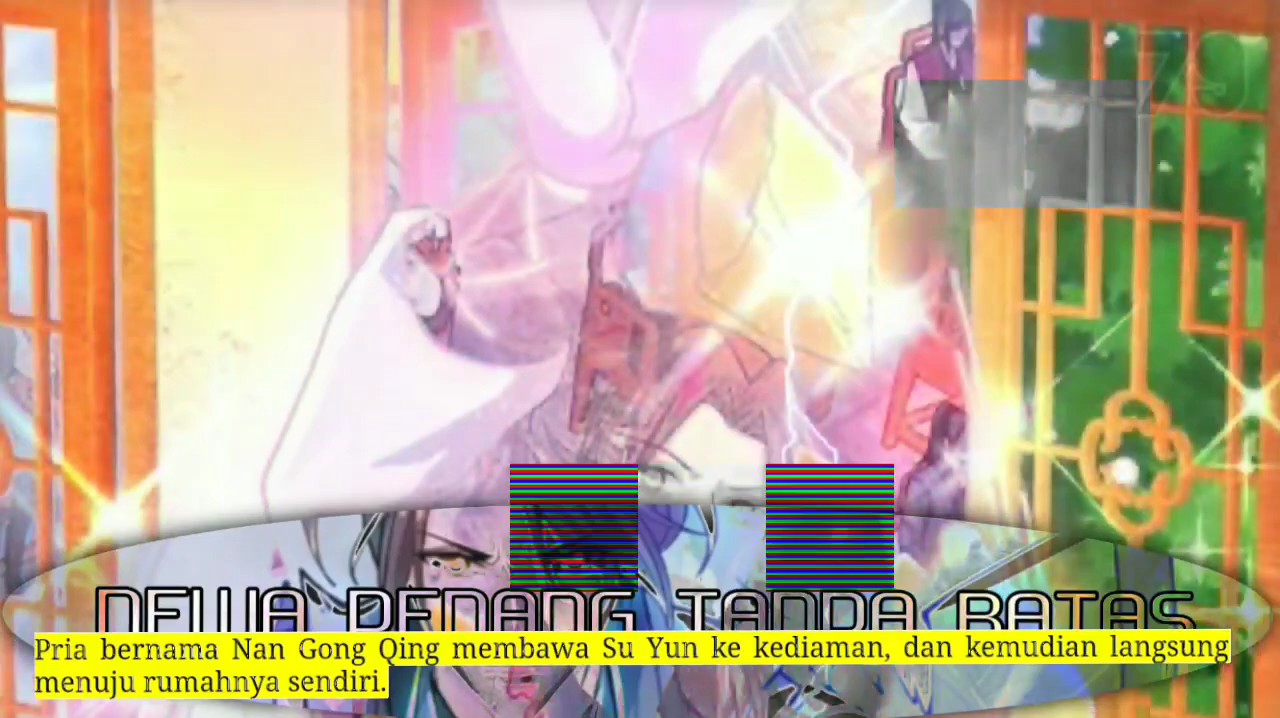 79
DEWA PEDANG TANPA BATAS
Pria bernama Nan Gong Qing membawa Su Yun ke kediaman, dan kemudian langsung
menuju rumahnya sendiri.